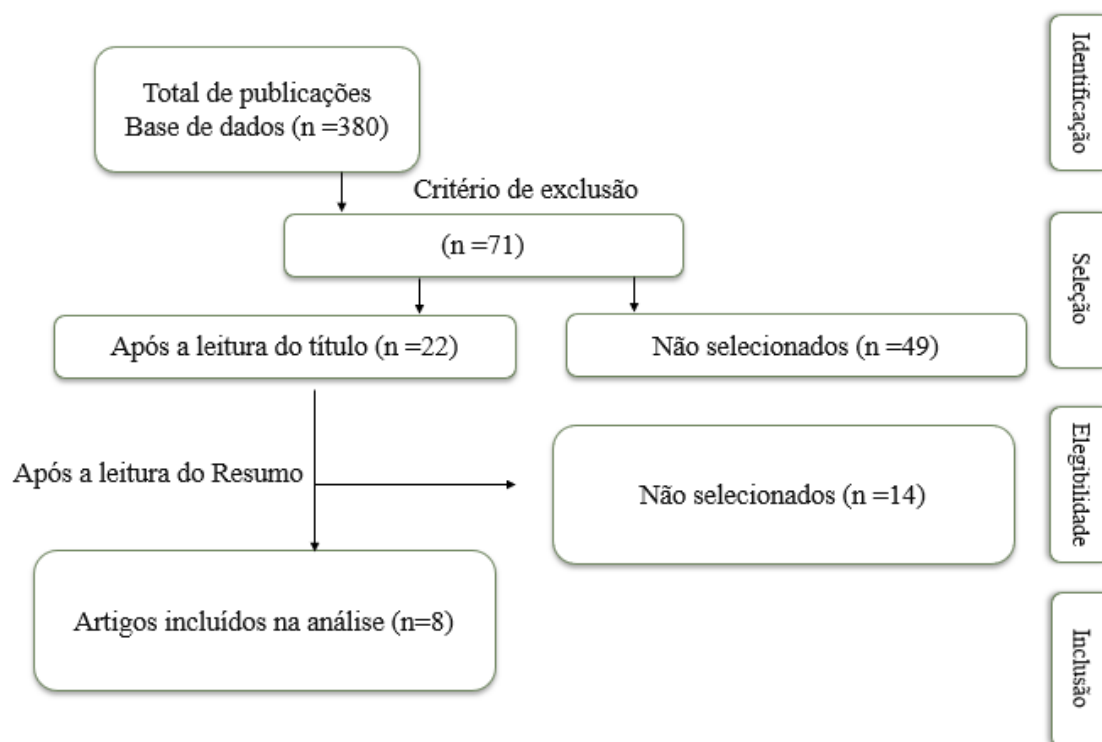 Total de publicações
Base de dados (n =380)
Identificação
Critério de exclusão
(n =71)
Seleção
Após a leitura do título (n =22)
Não selecionados (n =49)
Após a leitura do Resumo
Não selecionados (n =14)
Elegibilidade
Artigos incluídos na análise (n=8)
Inclusão